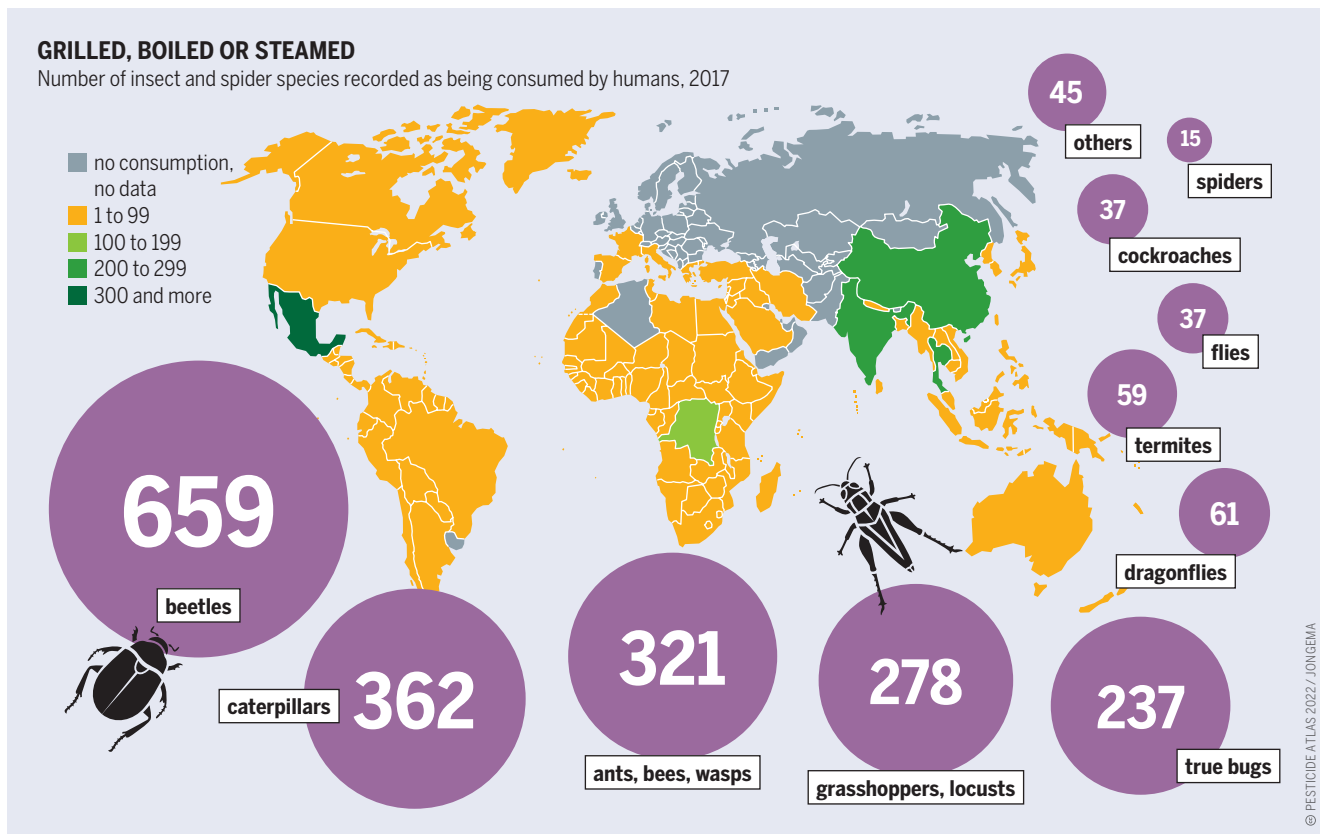 GRILLED, BOILED OR STEAMED
Number of insect and spider species recorded as being consumed by humans, 2017
no consumption,
no data
1 to 99
100 to 199
200 to 299
300 and more
45
others
15
spiders
37
cockroaches
37
flies
59
termites
61
dragonflies
659
beetles
362
caterpillars
321
ants, bees, wasps
278
grasshoppers, locusts
237
true bugs
PESTICIDE ATLAS 2022 / JONGEMA